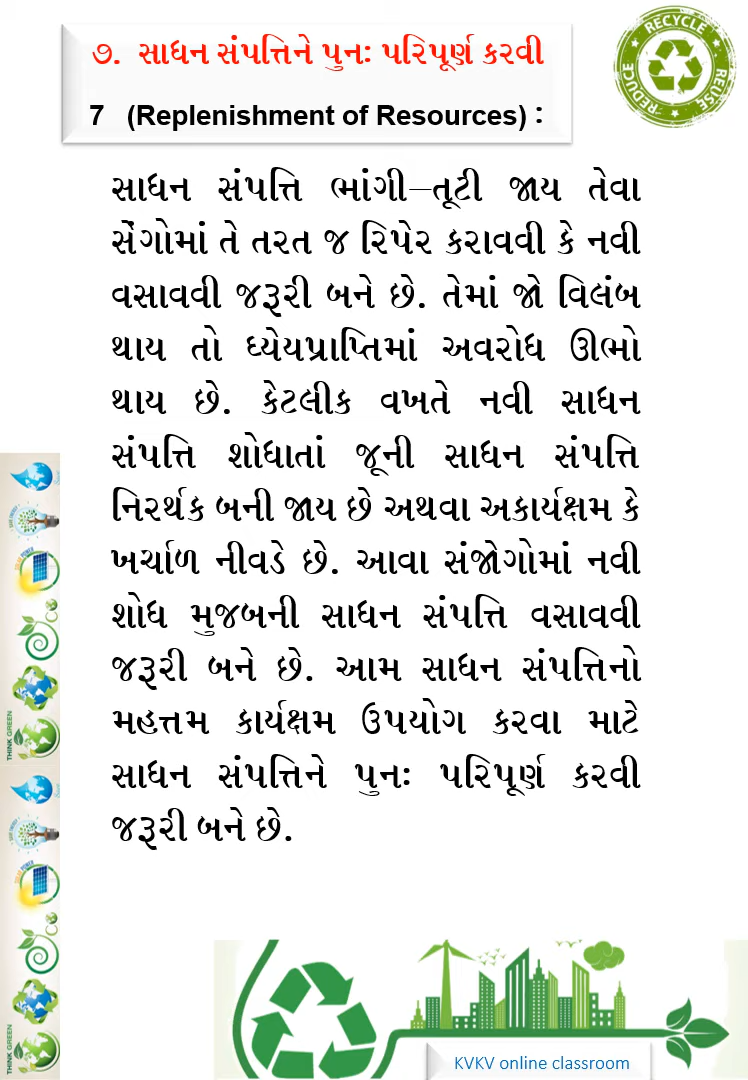 ૭. સાધન સંપત્તિને પુનઃ પરિપૂર્ણ કરવી
7 (Replenishment of Resources) :
RECYCLE
REDUCE
REUSE
સાધન સંપત્તિ ભાંગી–તૂટી જાય તેવા
સેંગોમાં તે તરત જ રિપેર કરાવવી કે નવી
વસાવવી જરૂરી બને છે. તેમાં જો વિલંબ
થાય તો ઘ્યેયપ્રાપ્તિમાં અવરોધ ઊભો
થાય છે. કેટલીક વખતે નવી સાધન
સંપત્તિ શોધાતાં જૂની સાધન સંપત્તિ
નિરર્થક બની જાય છે અથવા અકાર્યક્ષમ કે
ખર્ચાળ નીવડે છે. આવા સંજોગોમાં નવી
શોધ મુજબની સાધન સંપત્તિ વસાવવી
જરૂરી બને છે. આમ સાધન સંપત્તિનો
મહત્તમ કાર્યક્ષમ ઉપયોગ કરવા માટે
સાધન સંપત્તિને પુનઃ પરિપૂર્ણ કરવી
જરૂરી બને છે.
THINK GREEN
THINK GREEN
KVKV online classroom